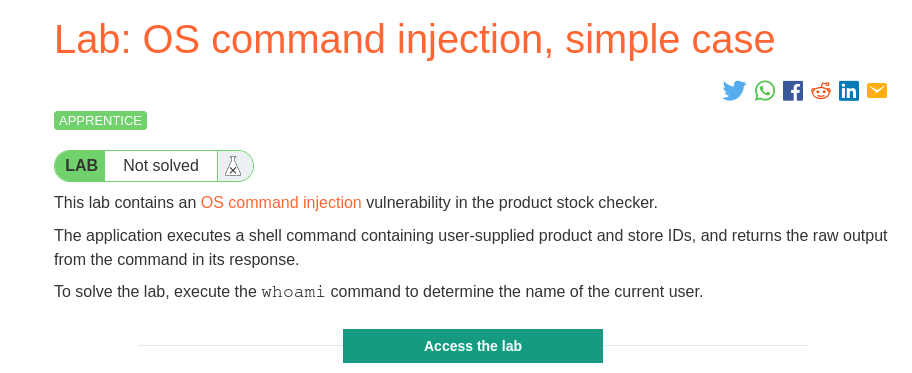 Lab: OS command injection, simple case
APPRENTICE
LAB Not solved
This lab contains an OS command injection vulnerability in the product stock checker.
The application executes a shell command containing user-supplied product and store IDs, and returns the raw output
from the command in its response.
To solve the lab, execute the whoami command to determine the name of the current user.
Access the lab